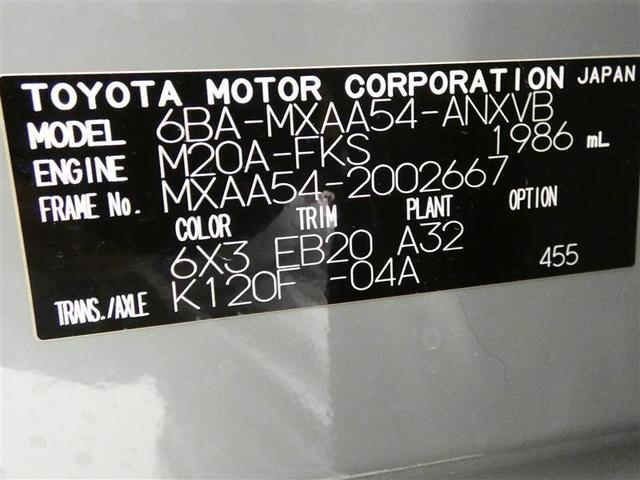 TOYOTA MOTOR CORPORATION JAPAN
MODEL 6BA-MXAA54-ANXVB
ENGINE M20A-FKS 1986 mL
FRAME No. MXAA54-2002667
COLOR TRIM PLANT OPTION
6X3 EB20 A32 455
TRANS./AXLE K120F -04A